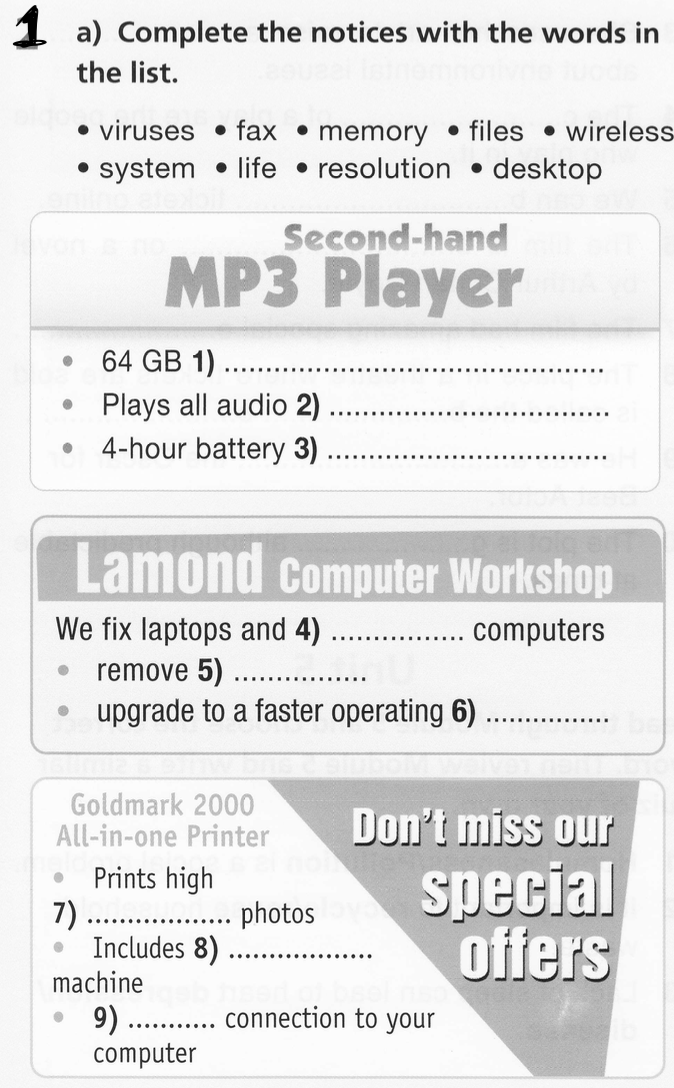 1 a) Complete the notices with the words in
the list.
• viruses • fax • memory • files • wireless
• system • life • resolution • desktop
Second-hand
MP3 Player
• 64 GB 1) ..........................................
• Plays all audio 2) ..............................
• 4-hour battery 3) ..............................
Lamond Computer Workshop
We fix laptops and 4) ............... computers
• remove 5) ..................
• upgrade to a faster operating 6) ..............
Goldmark 2000
All-in-one Printer
• Prints high
7) .................. photos
• Includes 8) ..................
machine
• 9) ........... connection to your
computer
Don't miss our
special
offers